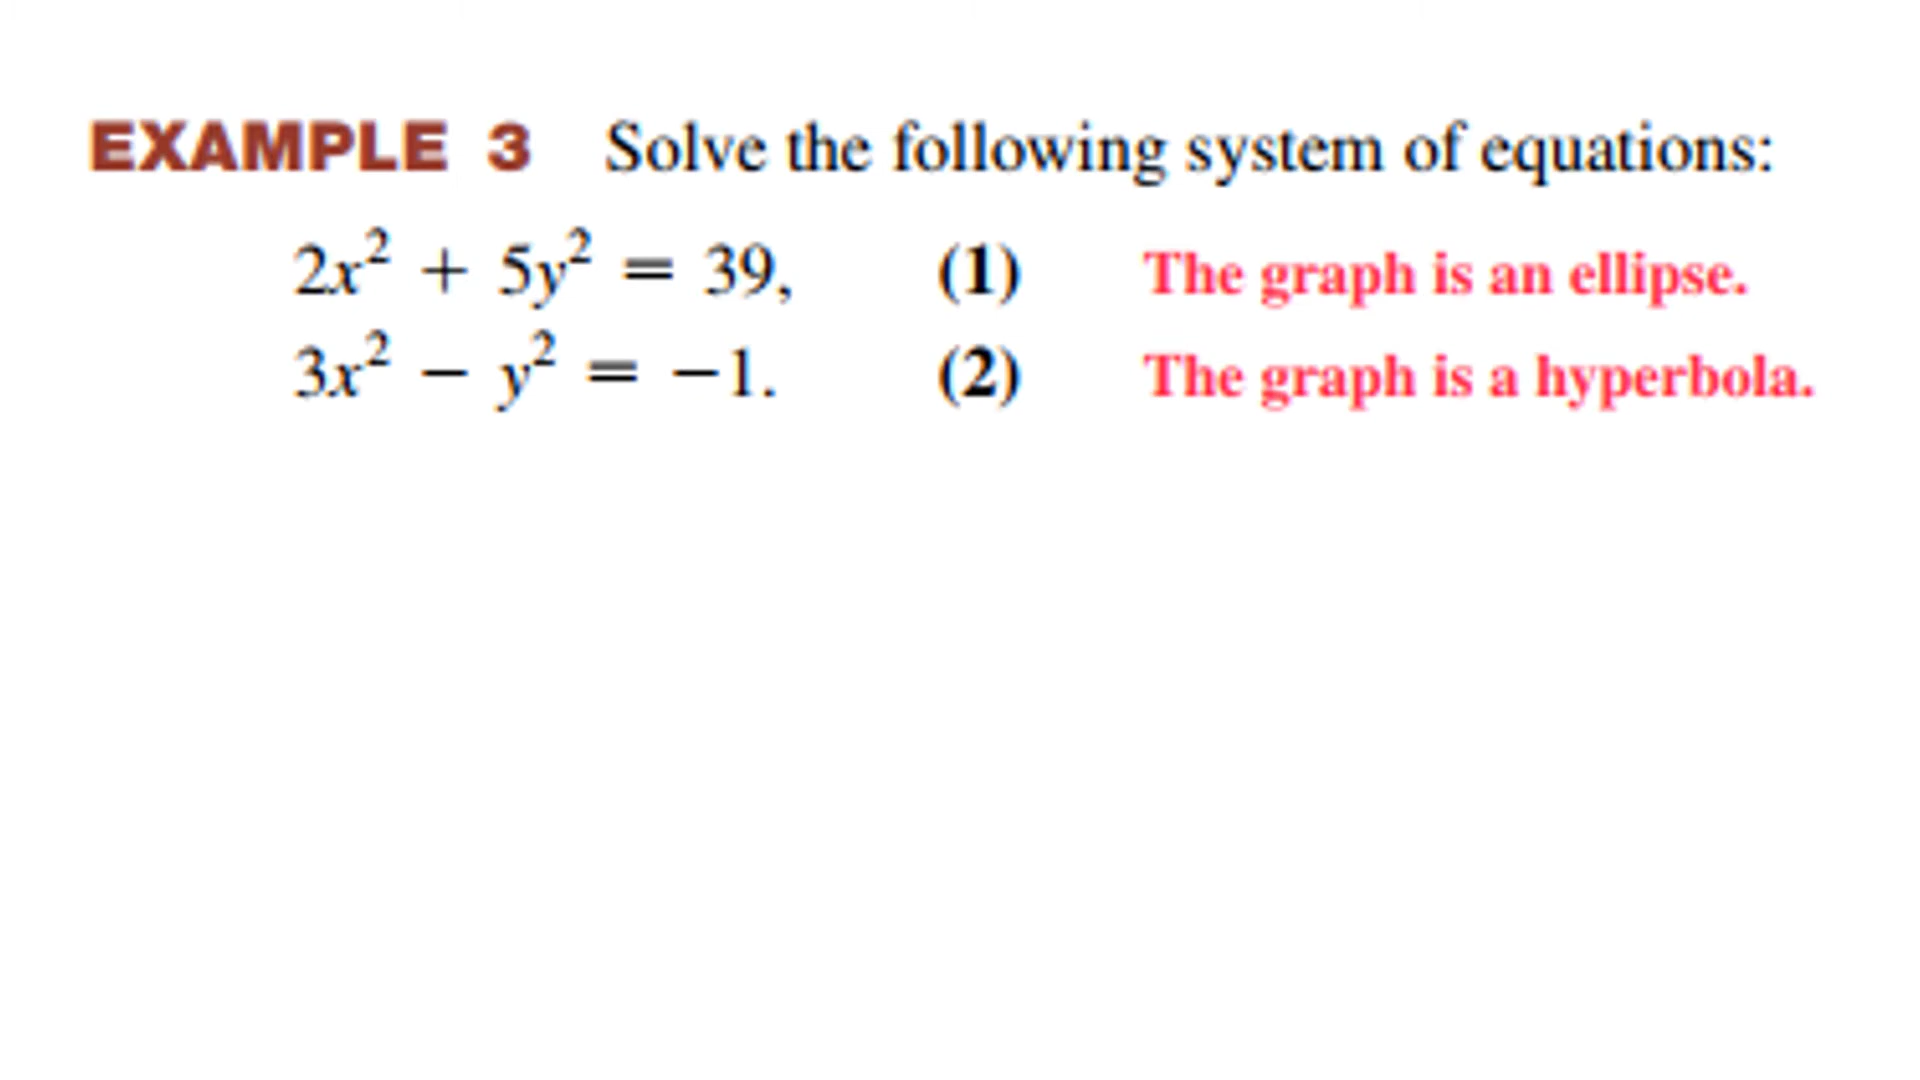 EXAMPLE 3 Solve the following system of equations:
2x² + 5y² = 39, (1) The graph is an ellipse.
3x² − y² = −1. (2) The graph is a hyperbola.